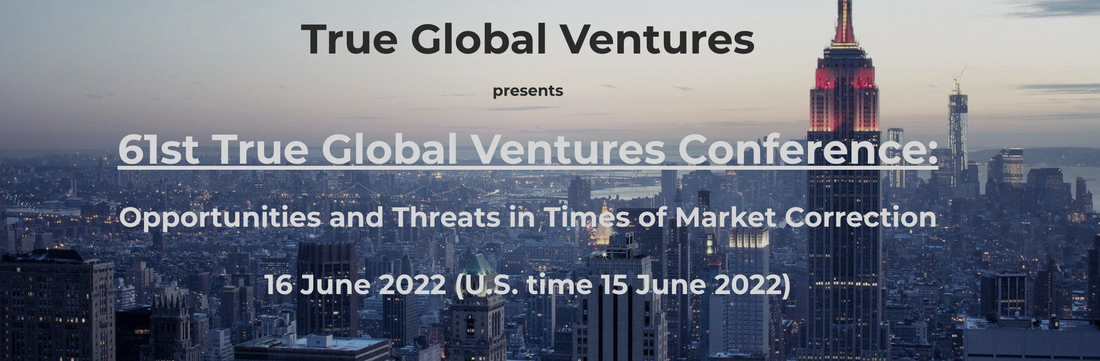 True Global Ventures
presents
61st True Global Ventures Conference:
Opportunities and Threats in Times of Market Correction
16 June 2022 (U.S. time 15 June 2022)